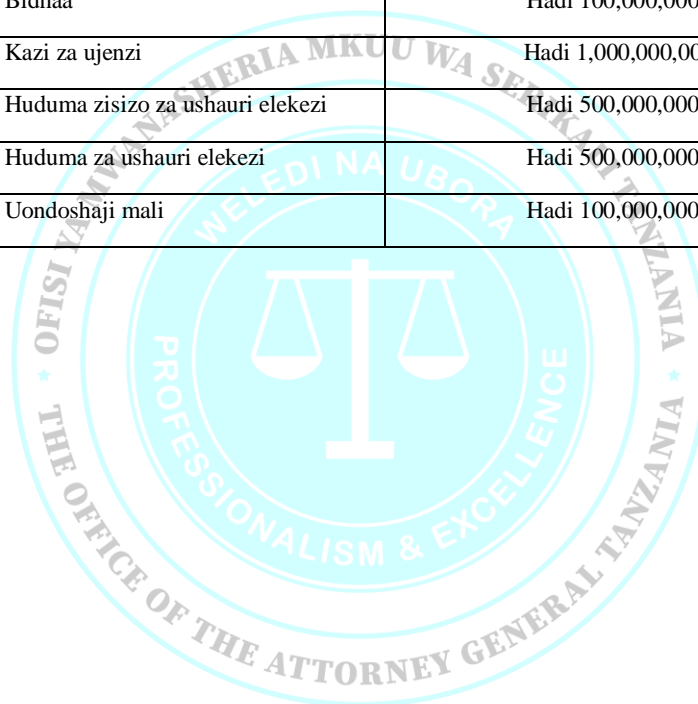 Bidhaa Hadi 100,000,000
Kazi za ujenzi Hadi 1,000,000,00
Huduma zisizo za ushauri elekezi Hadi 500,000,000
Huduma za ushauri elekezi Hadi 500,000,000
Uondoshaji mali Hadi 100,000,000
OFISI YA MWANASHERIA MKUU WA SERIKALI TANZANIA
WELEDI NA UBORA
PROFESSIONALISM & EXCELLENCE
THE OFFICE OF THE ATTORNEY GENERAL TANZANIA